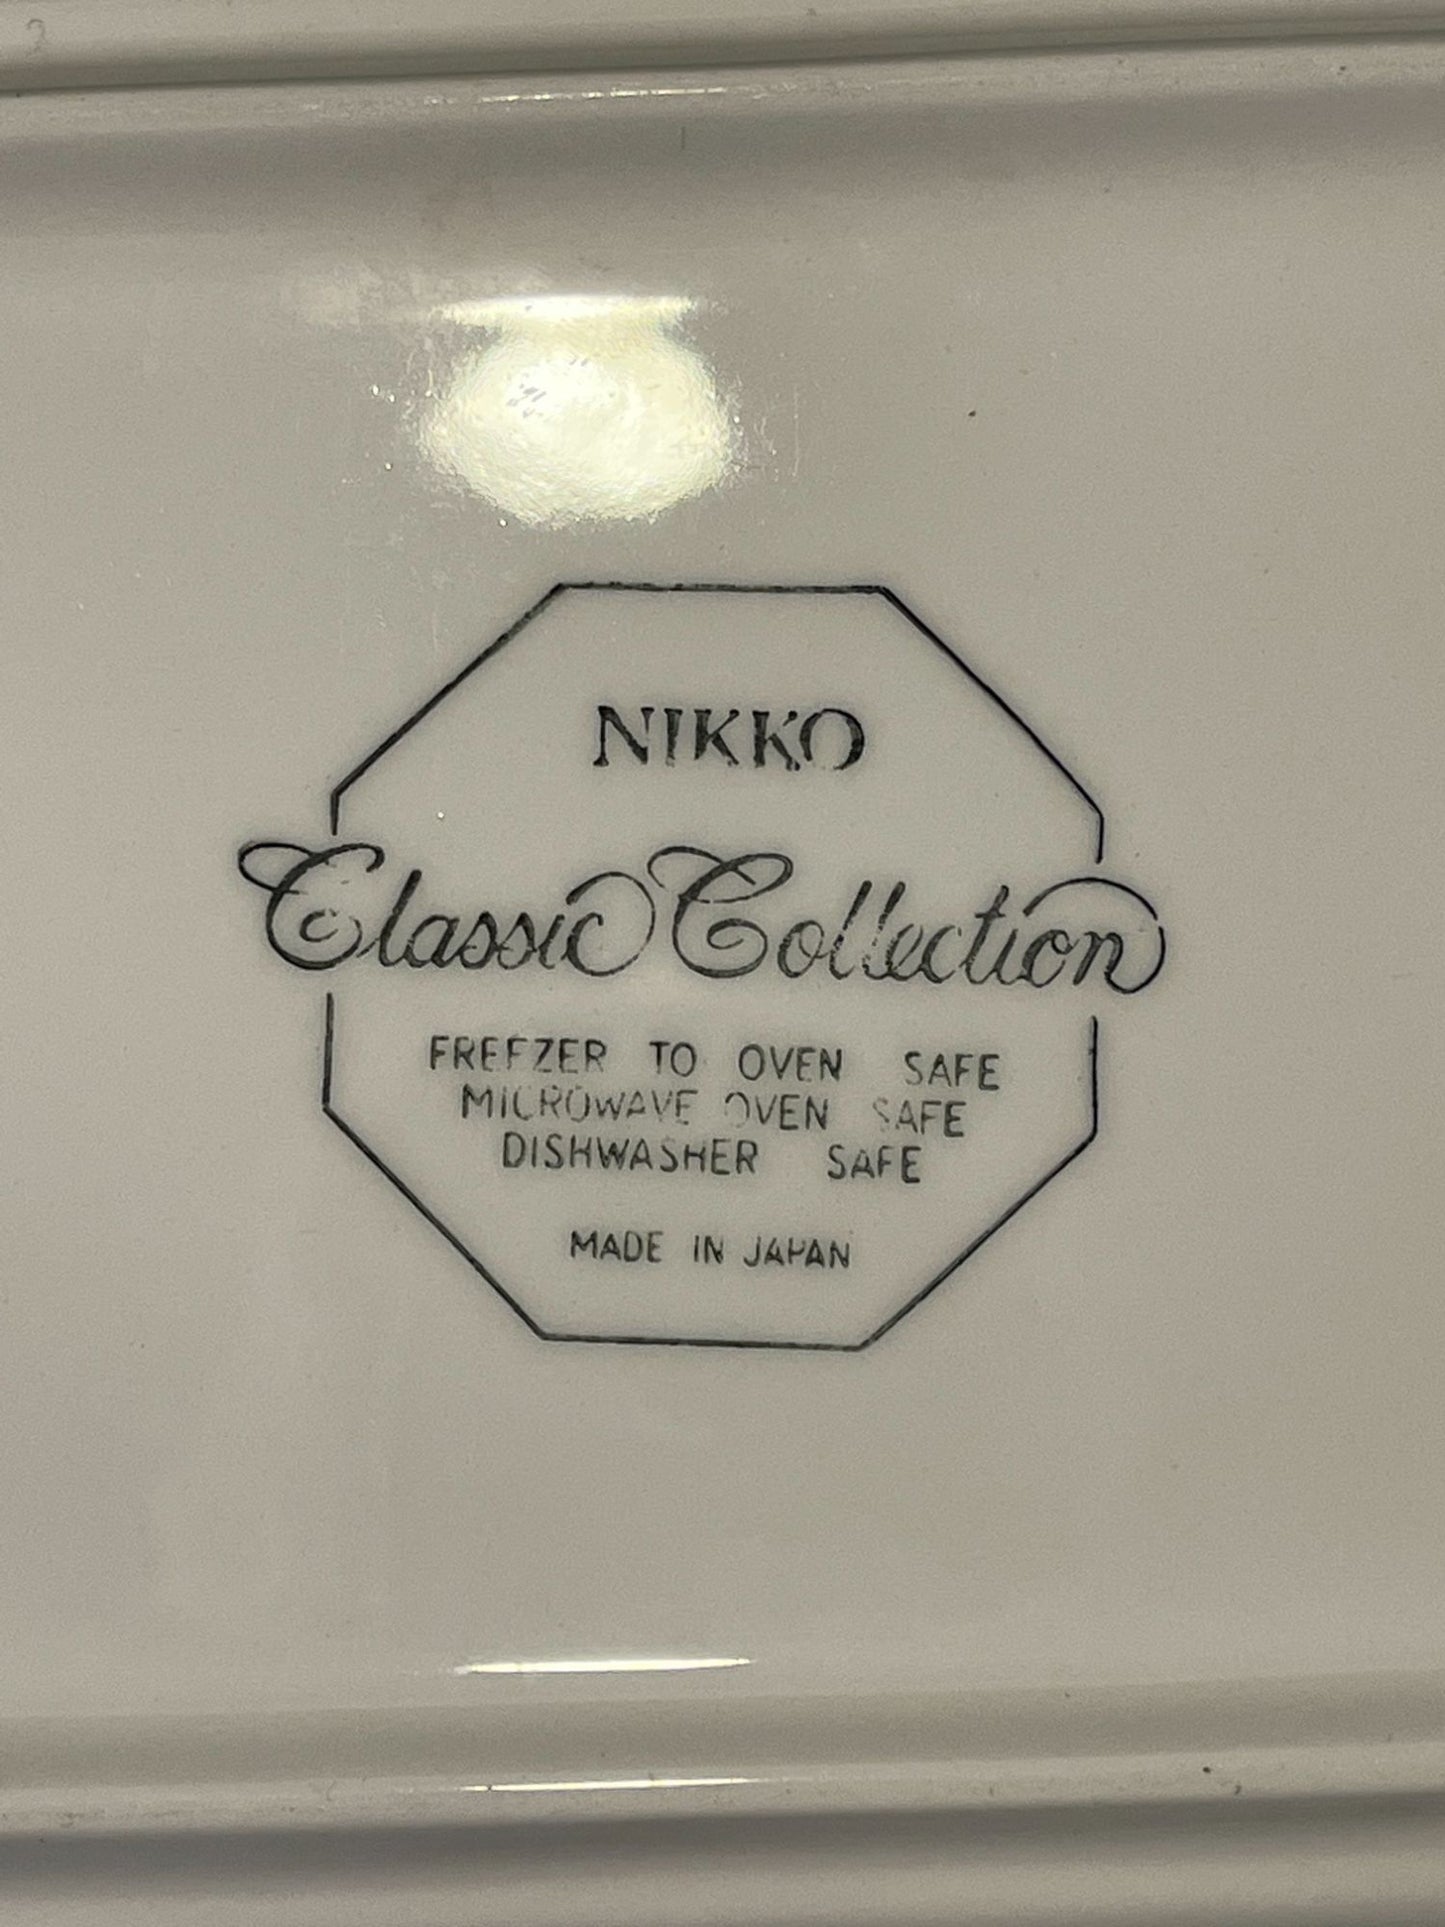 NIKKO
Classic Collection
FREEZER TO OVEN SAFE
MICROWAVE OVEN SAFE
DISHWASHER SAFE
MADE IN JAPAN